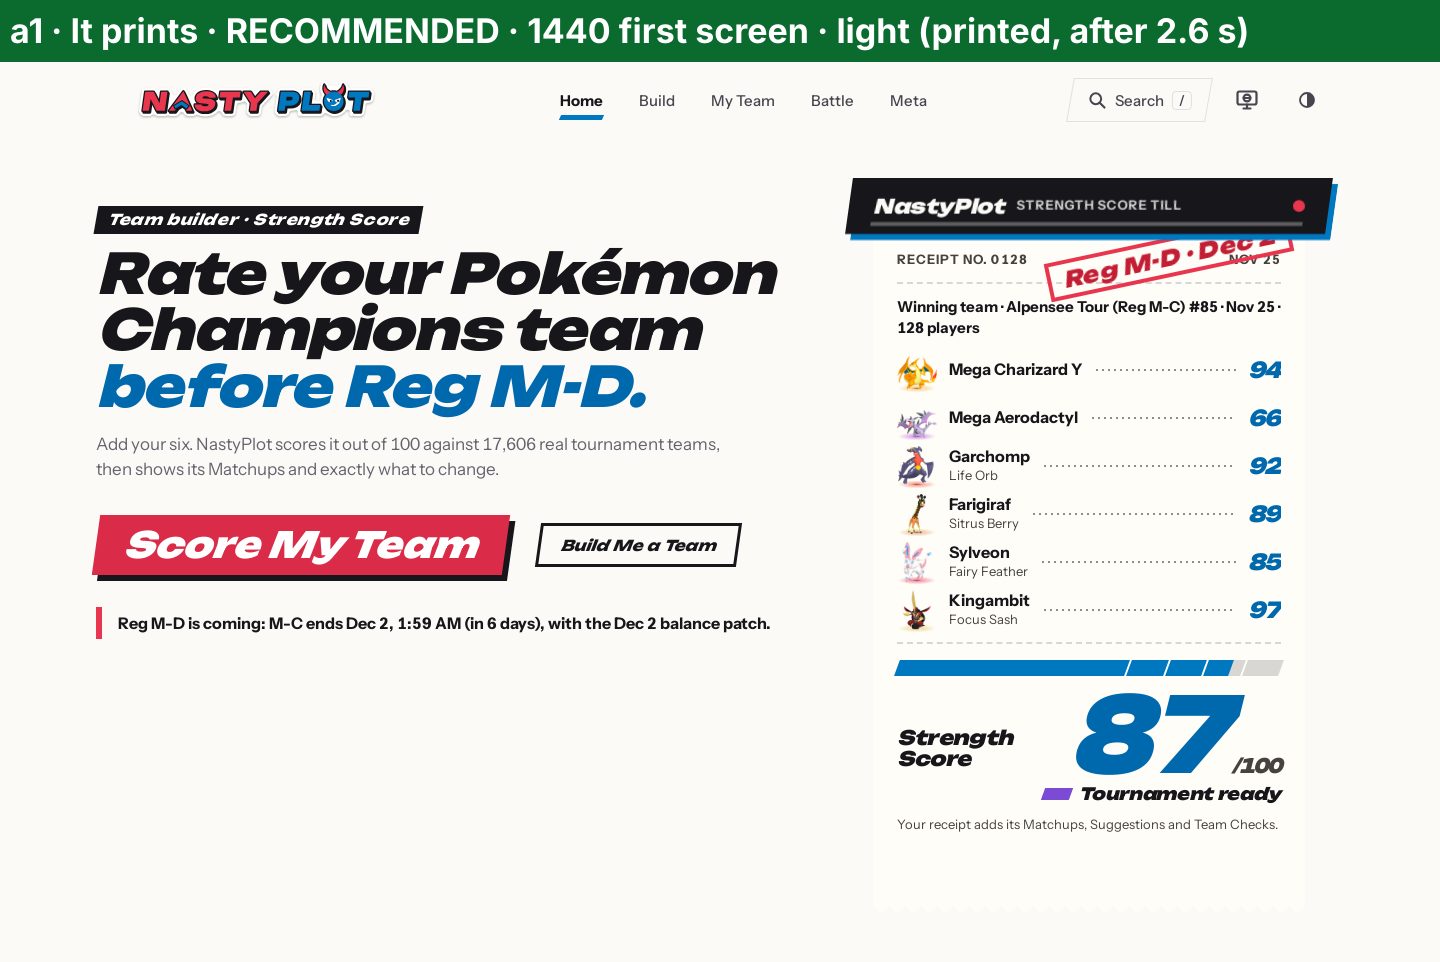 a1 · It prints · RECOMMENDED · 1440 first screen · light (printed, after 2.6 s)
NASTY PLOT
Home
Build
My Team
Battle
Meta
Search /
Team builder · Strength Score
Rate your Pokémon
Champions team
before Reg M-D.
Add your six. NastyPlot scores it out of 100 against 17,606 real tournament teams,
then shows its Matchups and exactly what to change.
Score My Team
Build Me a Team
Reg M-D is coming: M-C ends Dec 2, 1:59 AM (in 6 days), with the Dec 2 balance patch.
NastyPlot STRENGTH SCORE TILL
Reg M-D · Dec 2
RECEIPT NO. 0128
NOV 25
Winning team · Alpensee Tour (Reg M-C) #85 · Nov 25 ·
128 players
Mega Charizard Y 94
Mega Aerodactyl 66
Garchomp 92
Life Orb
Farigiraf 89
Sitrus Berry
Sylveon 85
Fairy Feather
Kingambit 97
Focus Sash
Strength
Score
87 /100
Tournament ready
Your receipt adds its Matchups, Suggestions and Team Checks.